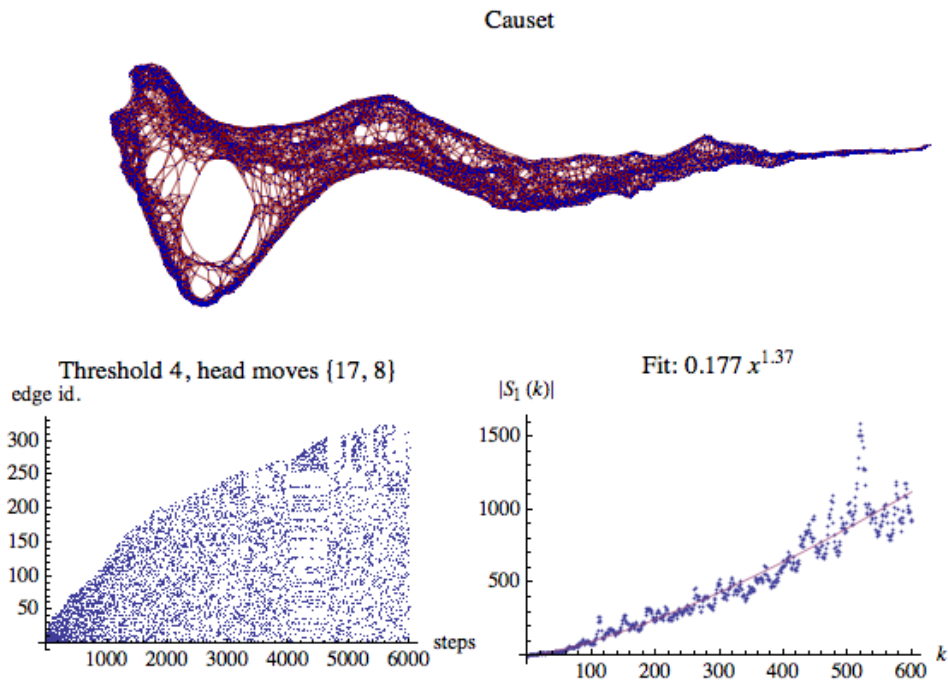 Causet
Threshold 4, head moves {17, 8}
edge id.
300
250
200
150
100
50
1000 2000 3000 4000 5000 6000
steps
Fit: 0.177 x^1.37
|S₁ (k)|
1500
1000
500
100 200 300 400 500 600
k